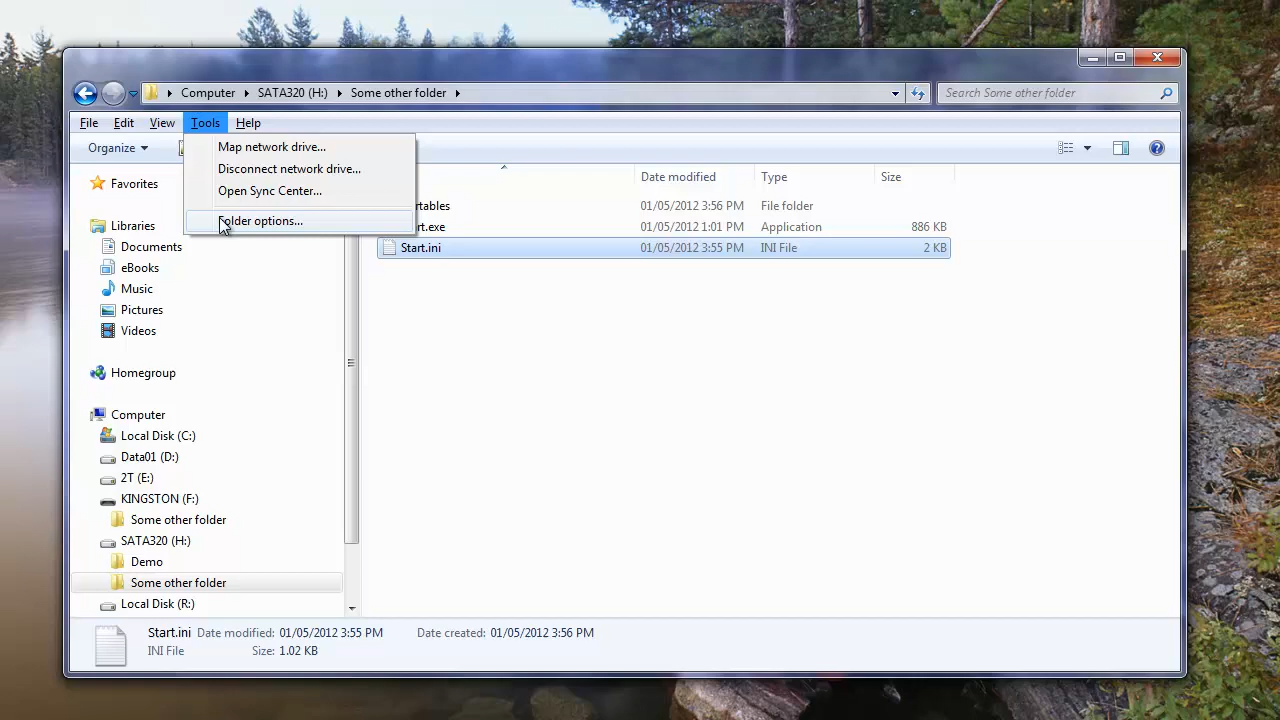 Computer SATA320 (H:) Some other folder
Search Some other folder
File Edit View Tools Help
Organize
Map network drive...
Disconnect network drive...
Open Sync Center...
Folder options...
Date modified Type Size
01/05/2012 3:56 PM File folder
01/05/2012 1:01 PM Application 886 KB
Start.ini 01/05/2012 3:55 PM INI File 2 KB
Favorites
Libraries
Documents
eBooks
Music
Pictures
Videos
Homegroup
Computer
Local Disk (C:)
Data01 (D:)
2T (E:)
KINGSTON (F:)
Some other folder
SATA320 (H:)
Demo
Some other folder
Local Disk (R:)
Start.ini Date modified: 01/05/2012 3:55 PM Date created: 01/05/2012 3:56 PM
INI File Size: 1.02 KB